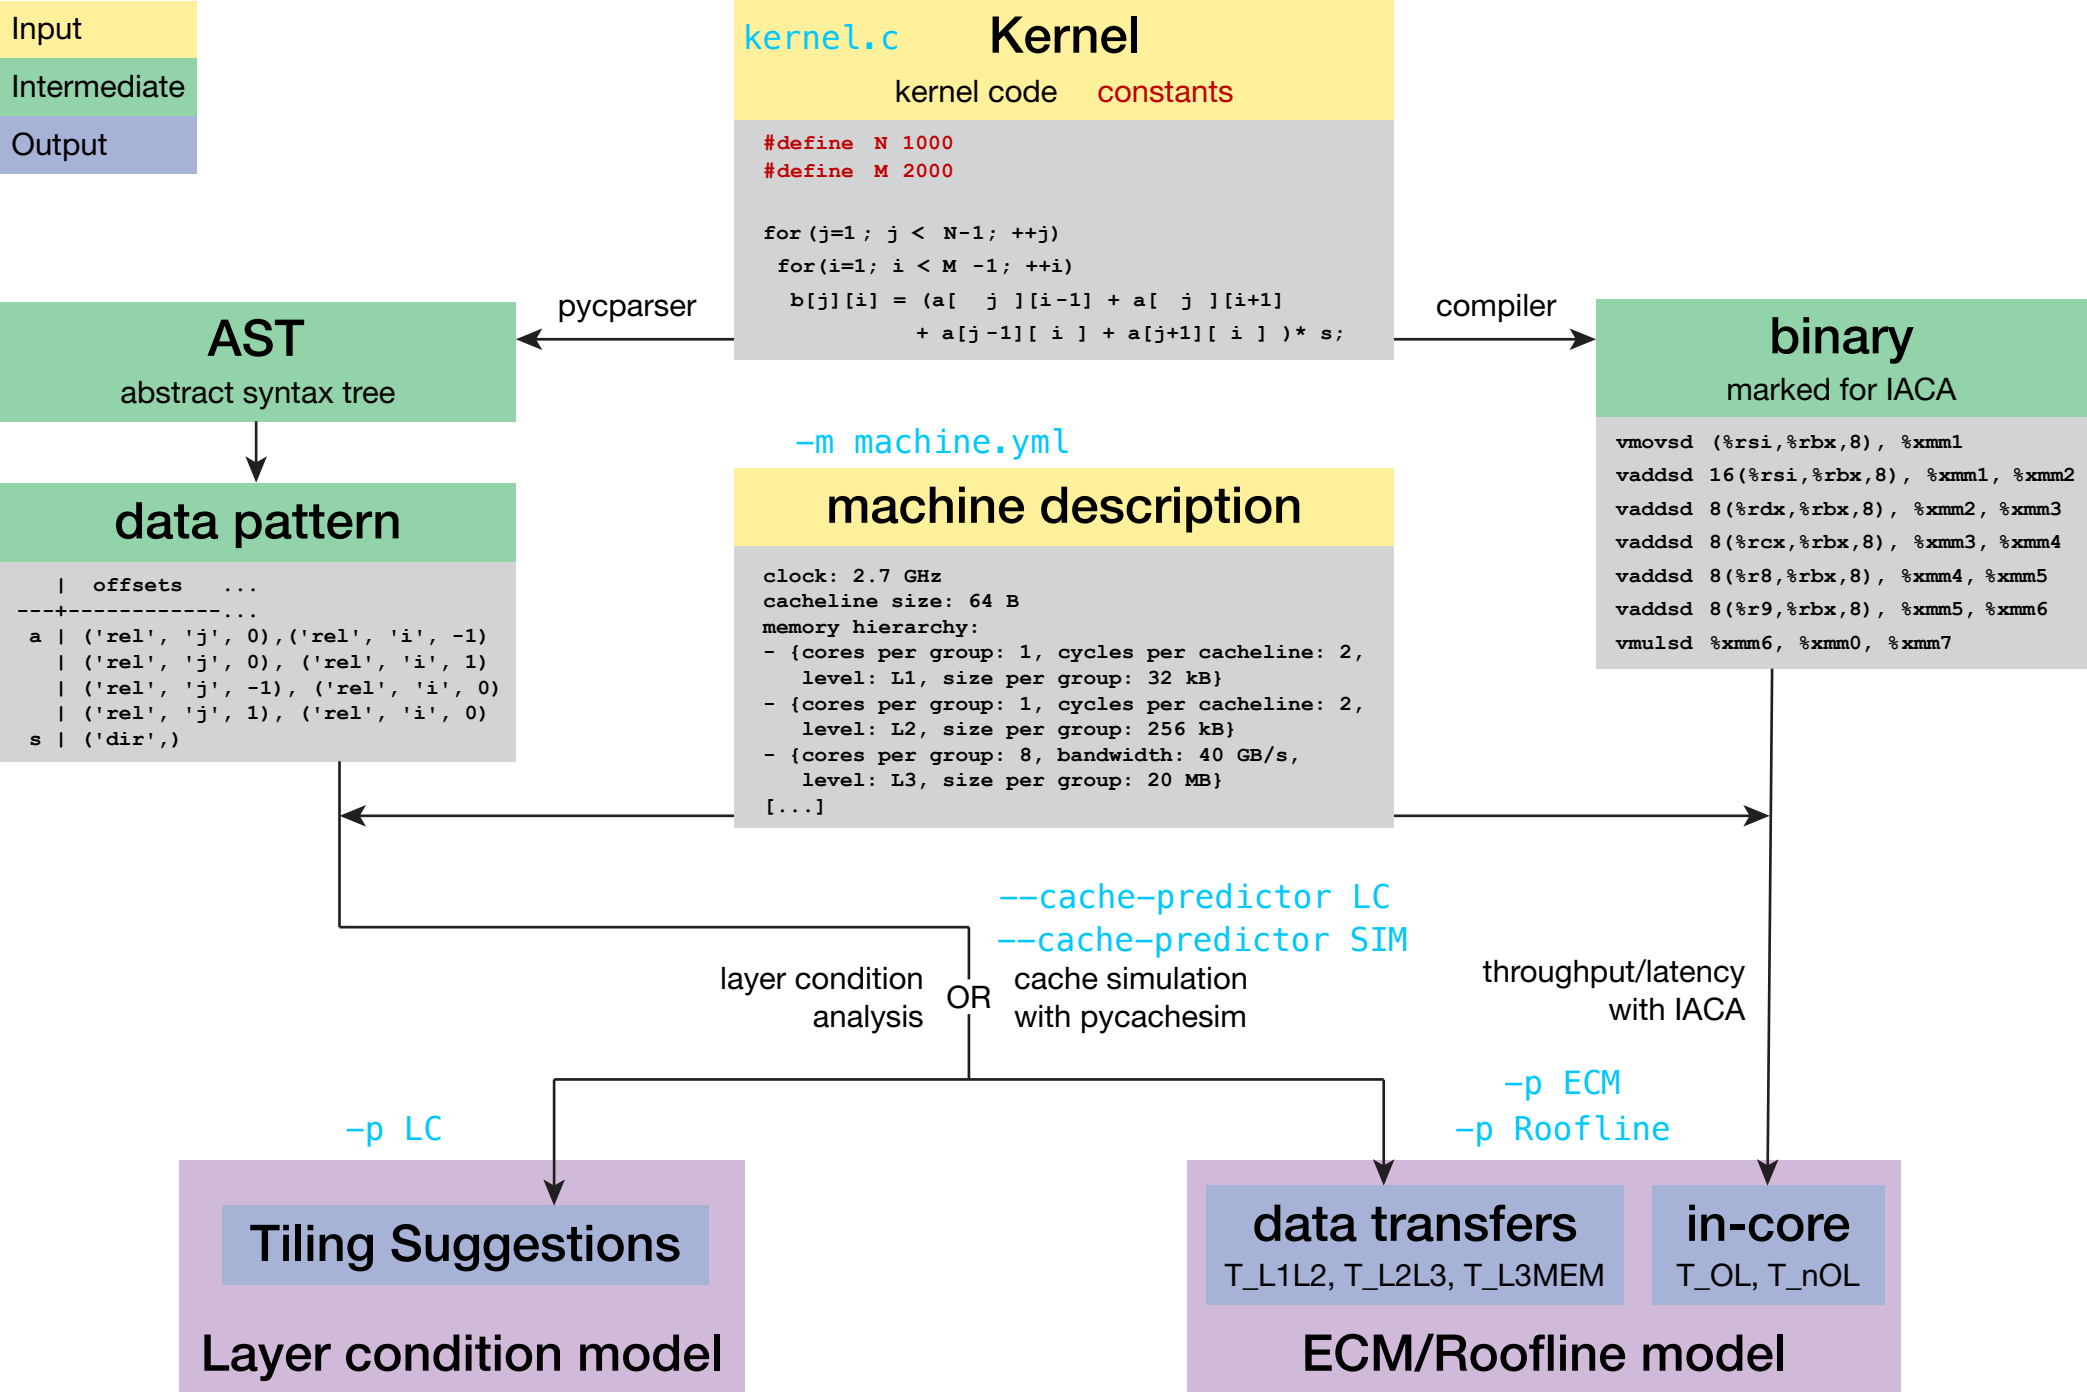 Input
Intermediate
Output
kernel.c Kernel
kernel code constants
#define N 1000
#define M 2000
for(j=1; j < N-1; ++j)
for(i=1; i < M -1; ++i)
b[j][i] = (a[ j ][i-1] + a[ j ][i+1]
+ a[j-1][ i ] + a[j+1][ i ] )* s;
pycparser
compiler
AST
abstract syntax tree
binary
marked for IACA
vmovsd (%rsi,%rbx,8), %xmm1
vaddsd 16(%rsi,%rbx,8), %xmm1, %xmm2
vaddsd 8(%rdx,%rbx,8), %xmm2, %xmm3
vaddsd 8(%rcx,%rbx,8), %xmm3, %xmm4
vaddsd 8(%r8,%rbx,8), %xmm4, %xmm5
vaddsd 8(%r9,%rbx,8), %xmm5, %xmm6
vmulsd %xmm6, %xmm0, %xmm7
data pattern
| offsets ...
---+------------...
a | ('rel', 'j', 0),('rel', 'i', -1)
| ('rel', 'j', 0), ('rel', 'i', 1)
| ('rel', 'j', -1), ('rel', 'i', 0)
| ('rel', 'j', 1), ('rel', 'i', 0)
s | ('dir',)
-m machine.yml
machine description
clock: 2.7 GHz
cacheline size: 64 B
memory hierarchy:
- {cores per group: 1, cycles per cacheline: 2,
level: L1, size per group: 32 kB}
- {cores per group: 1, cycles per cacheline: 2,
level: L2, size per group: 256 kB}
- {cores per group: 8, bandwidth: 40 GB/s,
level: L3, size per group: 20 MB}
[...]
--cache-predictor LC
--cache-predictor SIM
layer condition
analysis
OR
cache simulation
with pycachesim
throughput/latency
with IACA
-p LC
-p ECM
-p Roofline
Tiling Suggestions
Layer condition model
data transfers
T_L1L2, T_L2L3, T_L3MEM
in-core
T_OL, T_nOL
ECM/Roofline model